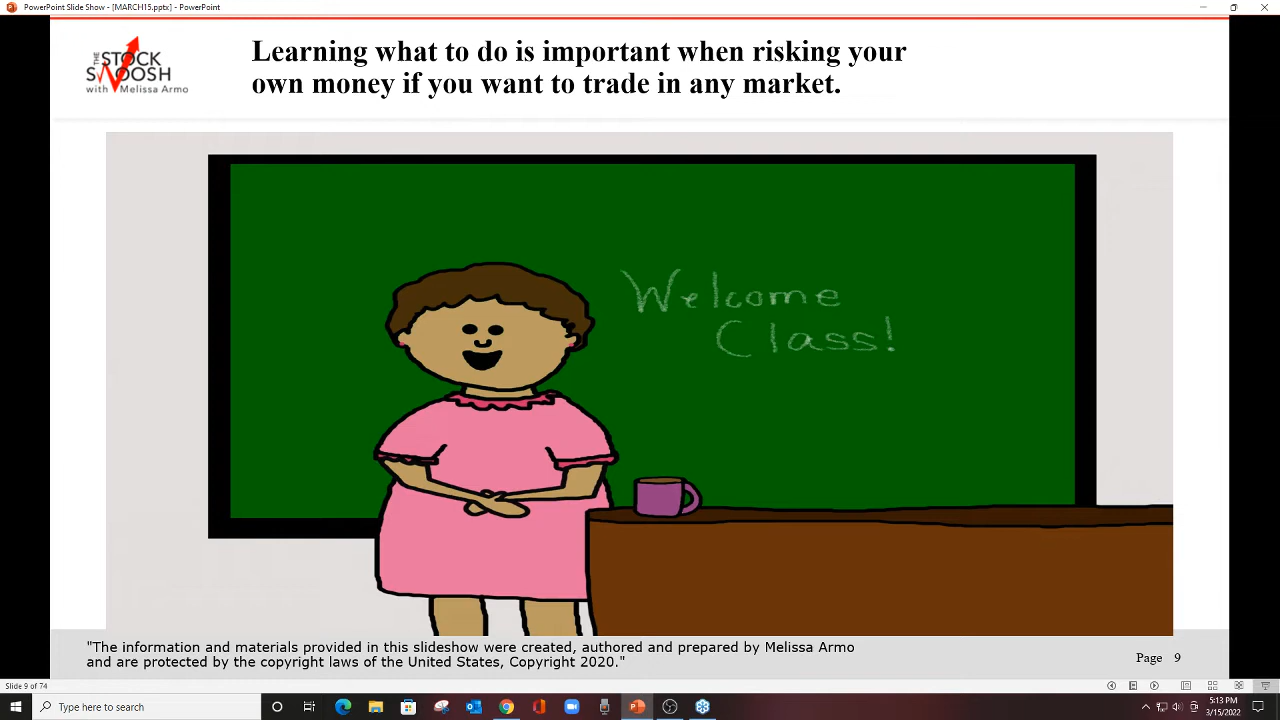 PowerPoint Slide Show - [MARCH15.pptx] - PowerPoint
THE
STOCK
SWOOSH
with Melissa Armo
Learning what to do is important when risking your
own money if you want to trade in any market.
Welcome
Class!
"The information and materials provided in this slideshow were created, authored and prepared by Melissa Armo
and are protected by the copyright laws of the United States, Copyright 2020."
Page 9
Slide 9 of 74
Type here to search
5:13 PM
3/15/2022